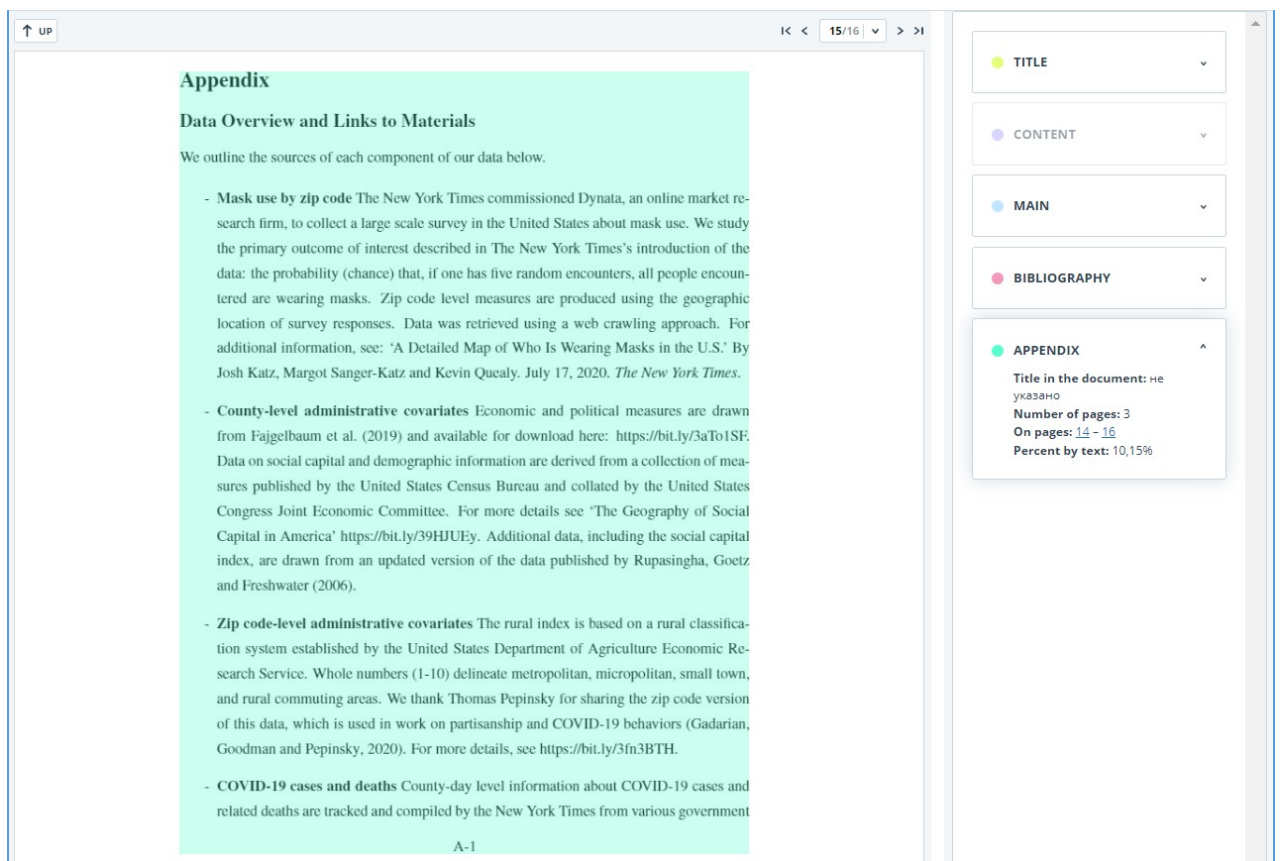 UP
15/16
Appendix
Data Overview and Links to Materials
We outline the sources of each component of our data below.
- Mask use by zip code The New York Times commissioned Dynata, an online market re-
search firm, to collect a large scale survey in the United States about mask use. We study
the primary outcome of interest described in The New York Times's introduction of the
data: the probability (chance) that, if one has five random encounters, all people encoun-
tered are wearing masks. Zip code level measures are produced using the geographic
location of survey responses. Data was retrieved using a web crawling approach. For
additional information, see: ‘A Detailed Map of Who Is Wearing Masks in the U.S.’ By
Josh Katz, Margot Sanger-Katz and Kevin Quealy. July 17, 2020. The New York Times.
- County-level administrative covariates Economic and political measures are drawn
from Fajgelbaum et al. (2019) and available for download here: https://bit.ly/3aTo1SF.
Data on social capital and demographic information are derived from a collection of mea-
sures published by the United States Census Bureau and collated by the United States
Congress Joint Economic Committee. For more details see ‘The Geography of Social
Capital in America’ https://bit.ly/39HJUEy. Additional data, including the social capital
index, are drawn from an updated version of the data published by Rupasingha, Goetz
and Freshwater (2006).
- Zip code-level administrative covariates The rural index is based on a rural classifica-
tion system established by the United States Department of Agriculture Economic Re-
search Service. Whole numbers (1-10) delineate metropolitan, micropolitan, small town,
and rural commuting areas. We thank Thomas Pepinsky for sharing the zip code version
of this data, which is used in work on partisanship and COVID-19 behaviors (Gadarian,
Goodman and Pepinsky, 2020). For more details, see https://bit.ly/3fn3BTH.
- COVID-19 cases and deaths County-day level information about COVID-19 cases and
related deaths are tracked and compiled by the New York Times from various government
A-1
TITLE
CONTENT
MAIN
BIBLIOGRAPHY
APPENDIX
Title in the document: не
указано
Number of pages: 3
On pages: 14 – 16
Percent by text: 10,15%